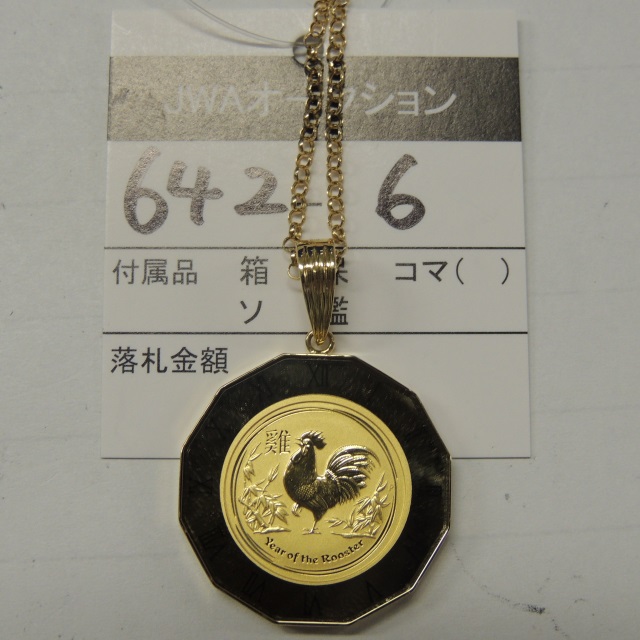 JWAオークション
642-6
付属品 箱 保 コマ( )
ソ 鑑
落札金額
XII
雞
Year of the Rooster